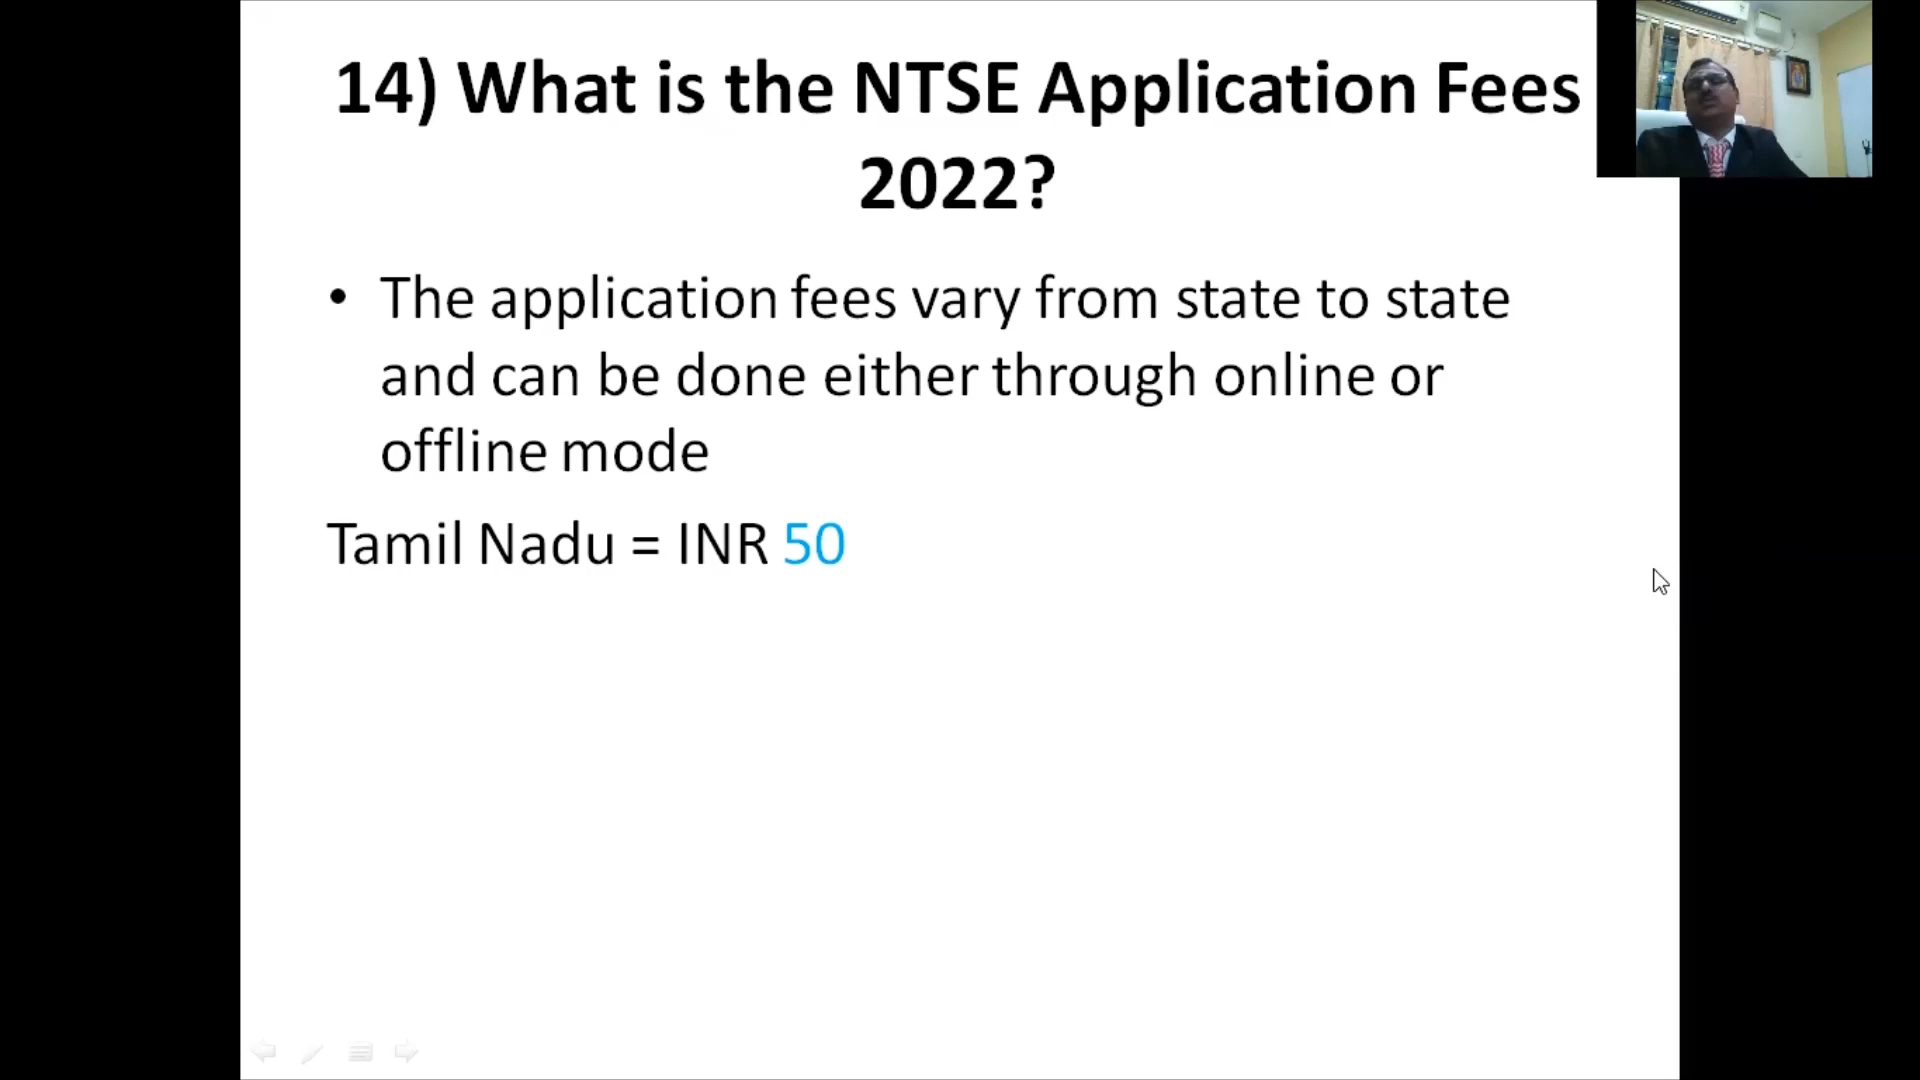 14) What is the NTSE Application Fees
2022?
• The application fees vary from state to state
and can be done either through online or
offline mode
Tamil Nadu = INR 50